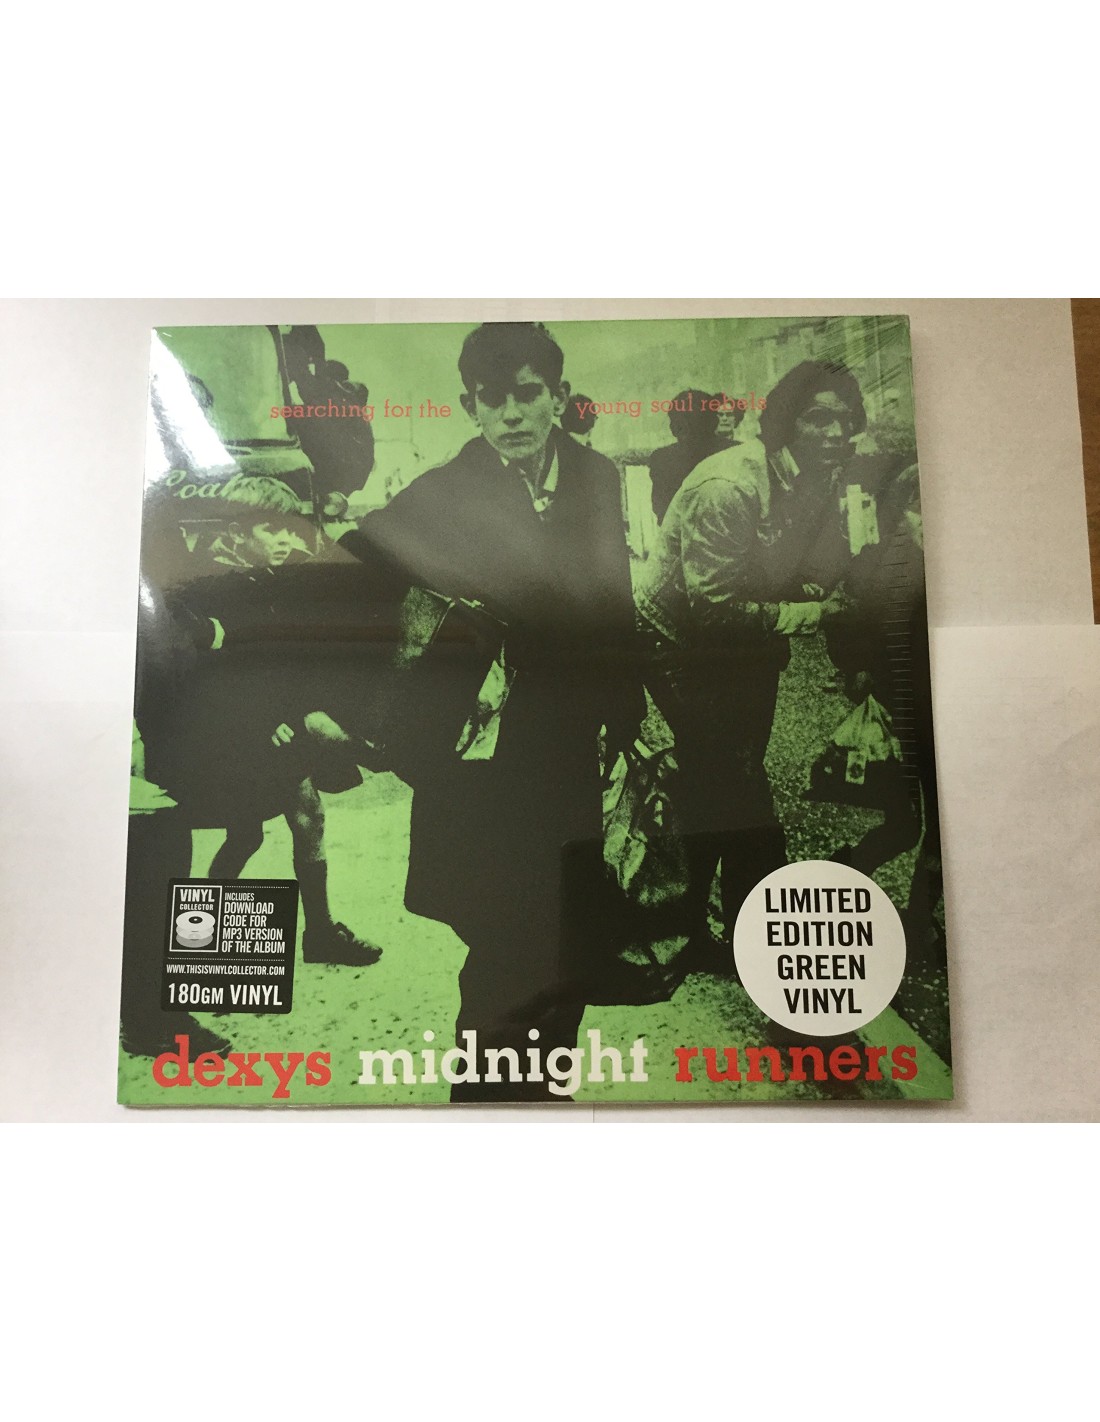 searching for the young soul rebels
Coal
VINYL
COLLECTOR
INCLUDES
DOWNLOAD
CODE FOR
MP3 VERSION
OF THE ALBUM
WWW.THISISVINYLCOLLECTOR.COM
180GM VINYL
LIMITED
EDITION
GREEN
VINYL
dexys midnight runners